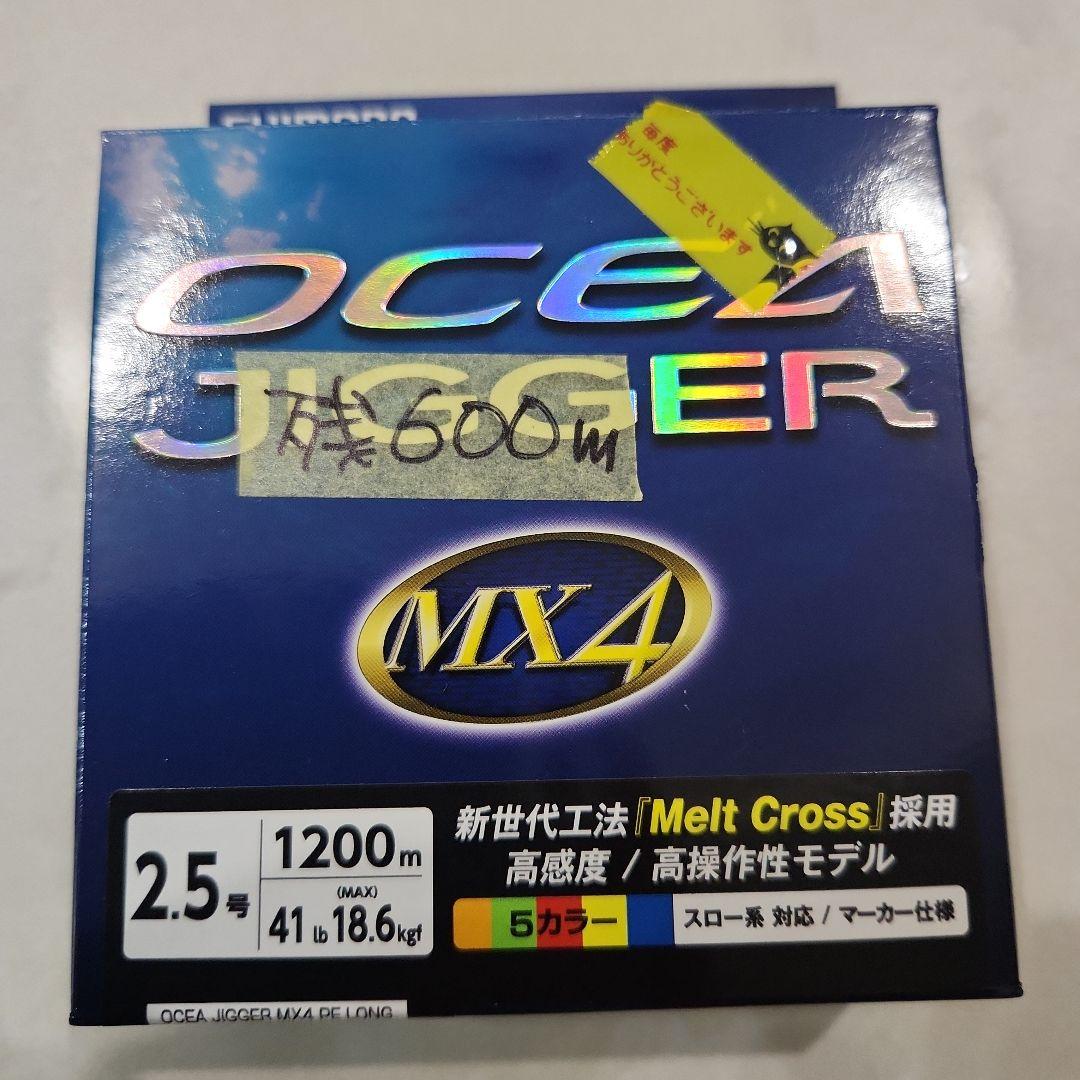 SHIMANO
毎度
ありがとうございます
OCEA
JIGGER
残600m
MX4
新世代工法『Melt Cross』採用
高感度 / 高操作性モデル
2.5号
1200m
(MAX)
41lb 18.6kgf
5カラー
スロー系 対応 / マーカー仕様
OCEA JIGGER MX4 PE LONG